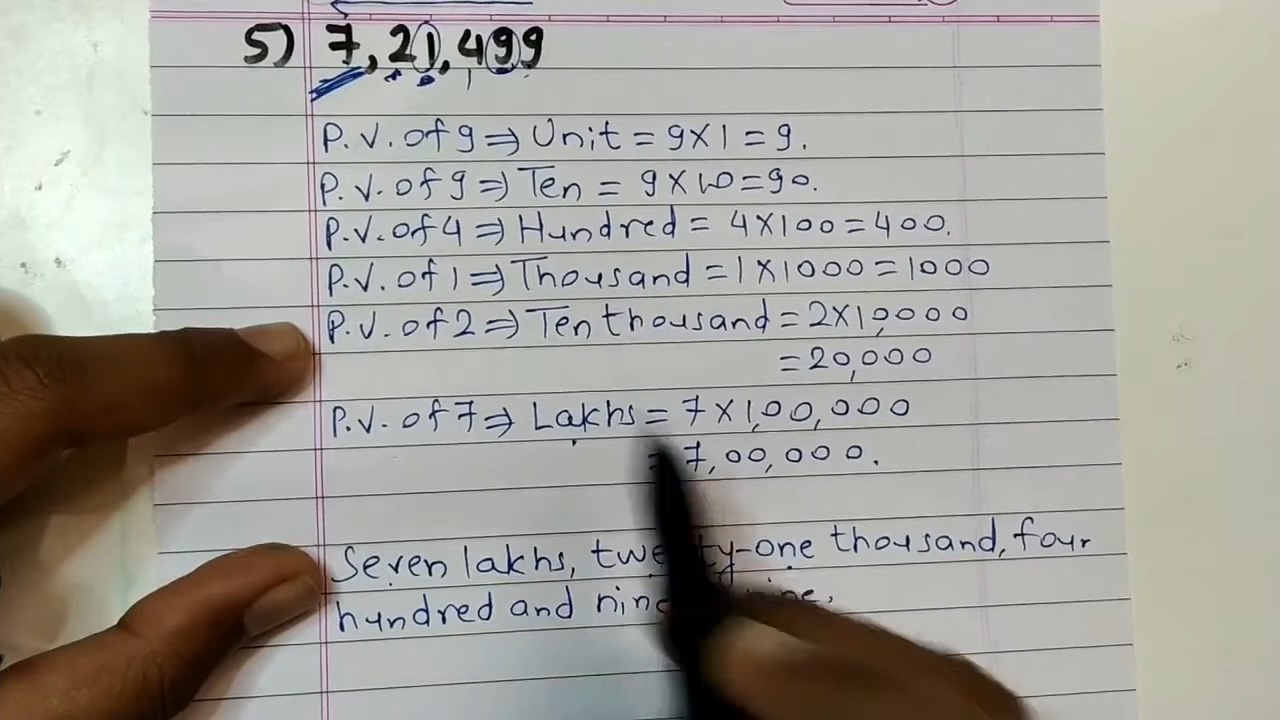 5) 7,21,499
P.V. of 9 ⇒ Unit = 9×1 = 9.
P.V. of 9 ⇒ Ten = 9×10=90.
P.V. of 4 ⇒ Hundred = 4×100=400.
P.V. of 1 ⇒ Thousand = 1×1000=1000
P.V. of 2 ⇒ Ten thousand = 2×10,000
=20,000
P.V. of 7 ⇒ Lakhs = 7×1,00,000
= 7,00,000.
Seven lakhs, twenty-one thousand, four
hundred and